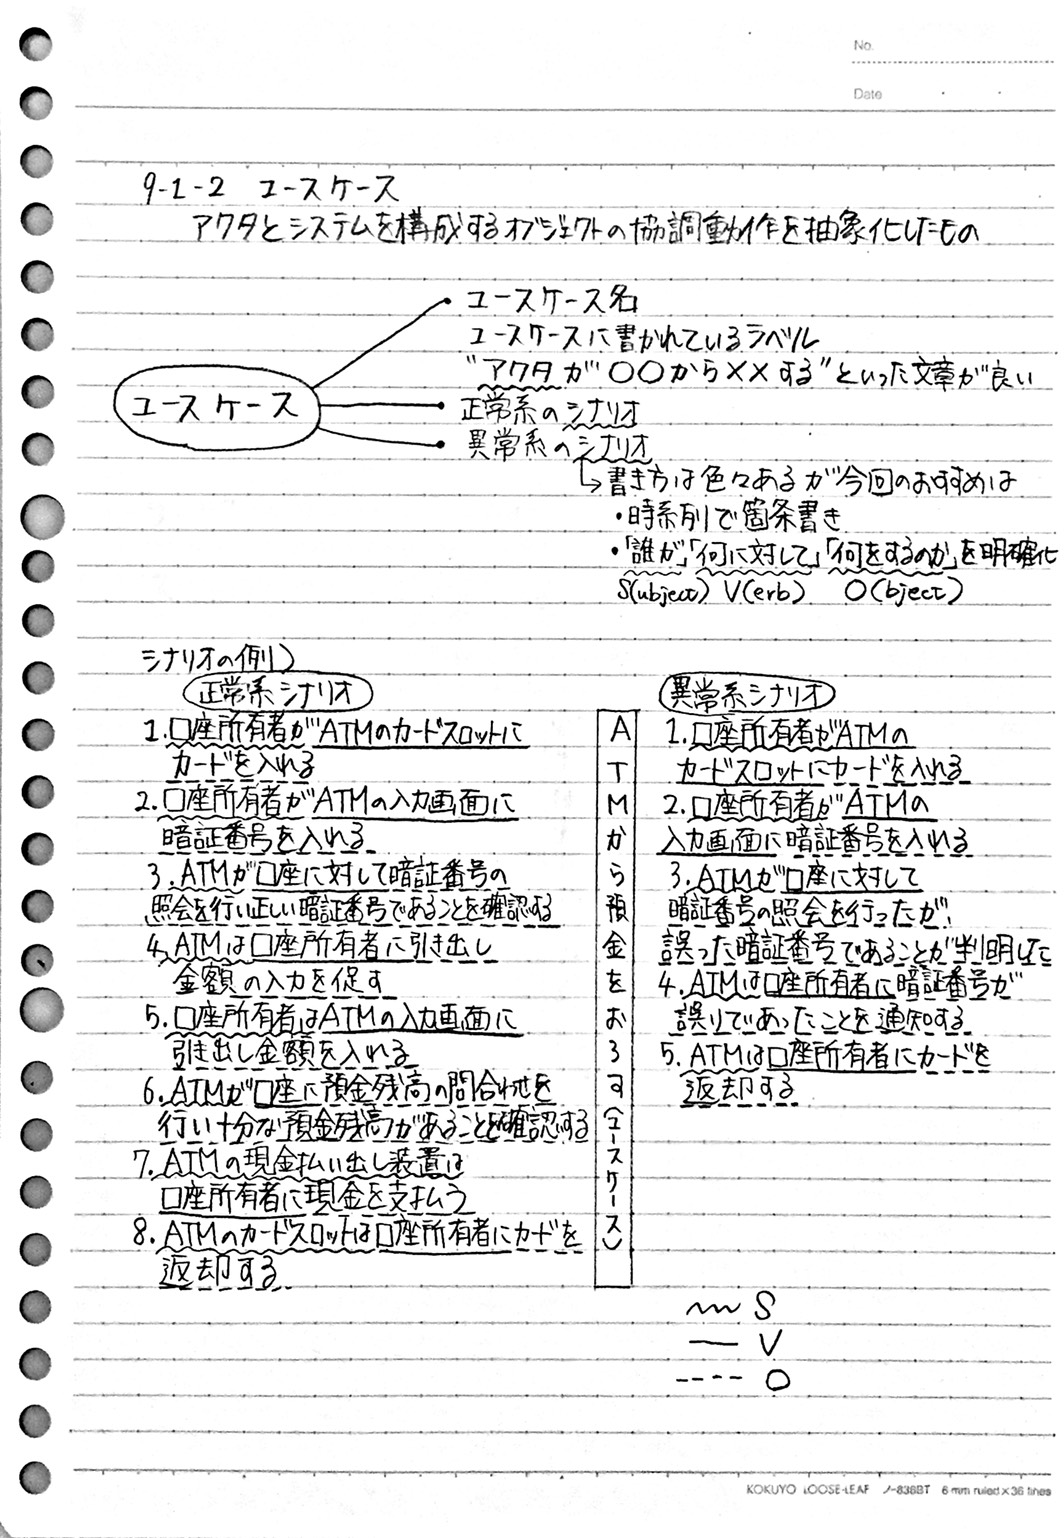 No.
Date
9-1-2 ユースケース
アクタとシステムを構成するオブジェクトの協調動作を抽象化したもの
ユースケース
・ユースケース名
ユースケースに書かれているラベル
"アクタが〇〇から××する"といった文章が良い
・正常系のシナリオ
・異常系のシナリオ
↳書き方は色々あるが今回のおすすめは
・時系列で箇条書き
・「誰が」「何に対して」「何をするのか」を明確化
S(ubject) V(erb) O(bject)
シナリオの例)
正常系シナリオ
1.口座所有者がATMのカードスロットに
カードを入れる
2.口座所有者がATMの入力画面に
暗証番号を入れる
3.ATMが口座に対して暗証番号の
照会を行い正しい暗証番号であることを確認する
4.ATMは口座所有者に引き出し
金額の入力を促す
5.口座所有者はATMの入力画面に
引き出し金額を入れる
6.ATMが口座に預金残高の問合わせを
行い十分な預金残高があることを確認する
7.ATMの現金払い出し装置は
口座所有者に現金を支払う
8.ATMのカードスロットは口座所有者にカードを
返却する
ATMから預金をおろす(ユースケース)
異常系シナリオ
1.口座所有者がATMの
カードスロットにカードを入れる
2.口座所有者がATMの
入力画面に暗証番号を入れる
3.ATMが口座に対して
暗証番号の照会を行ったが、
誤った暗証番号であることが判明した
4.ATMは口座所有者に暗証番号が
誤りであったことを通知する
5.ATMは口座所有者にカードを
返却する
S
V
O
KOKUYO LOOSE-LEAF ノ-836BT 6 mm ruled×36 lines